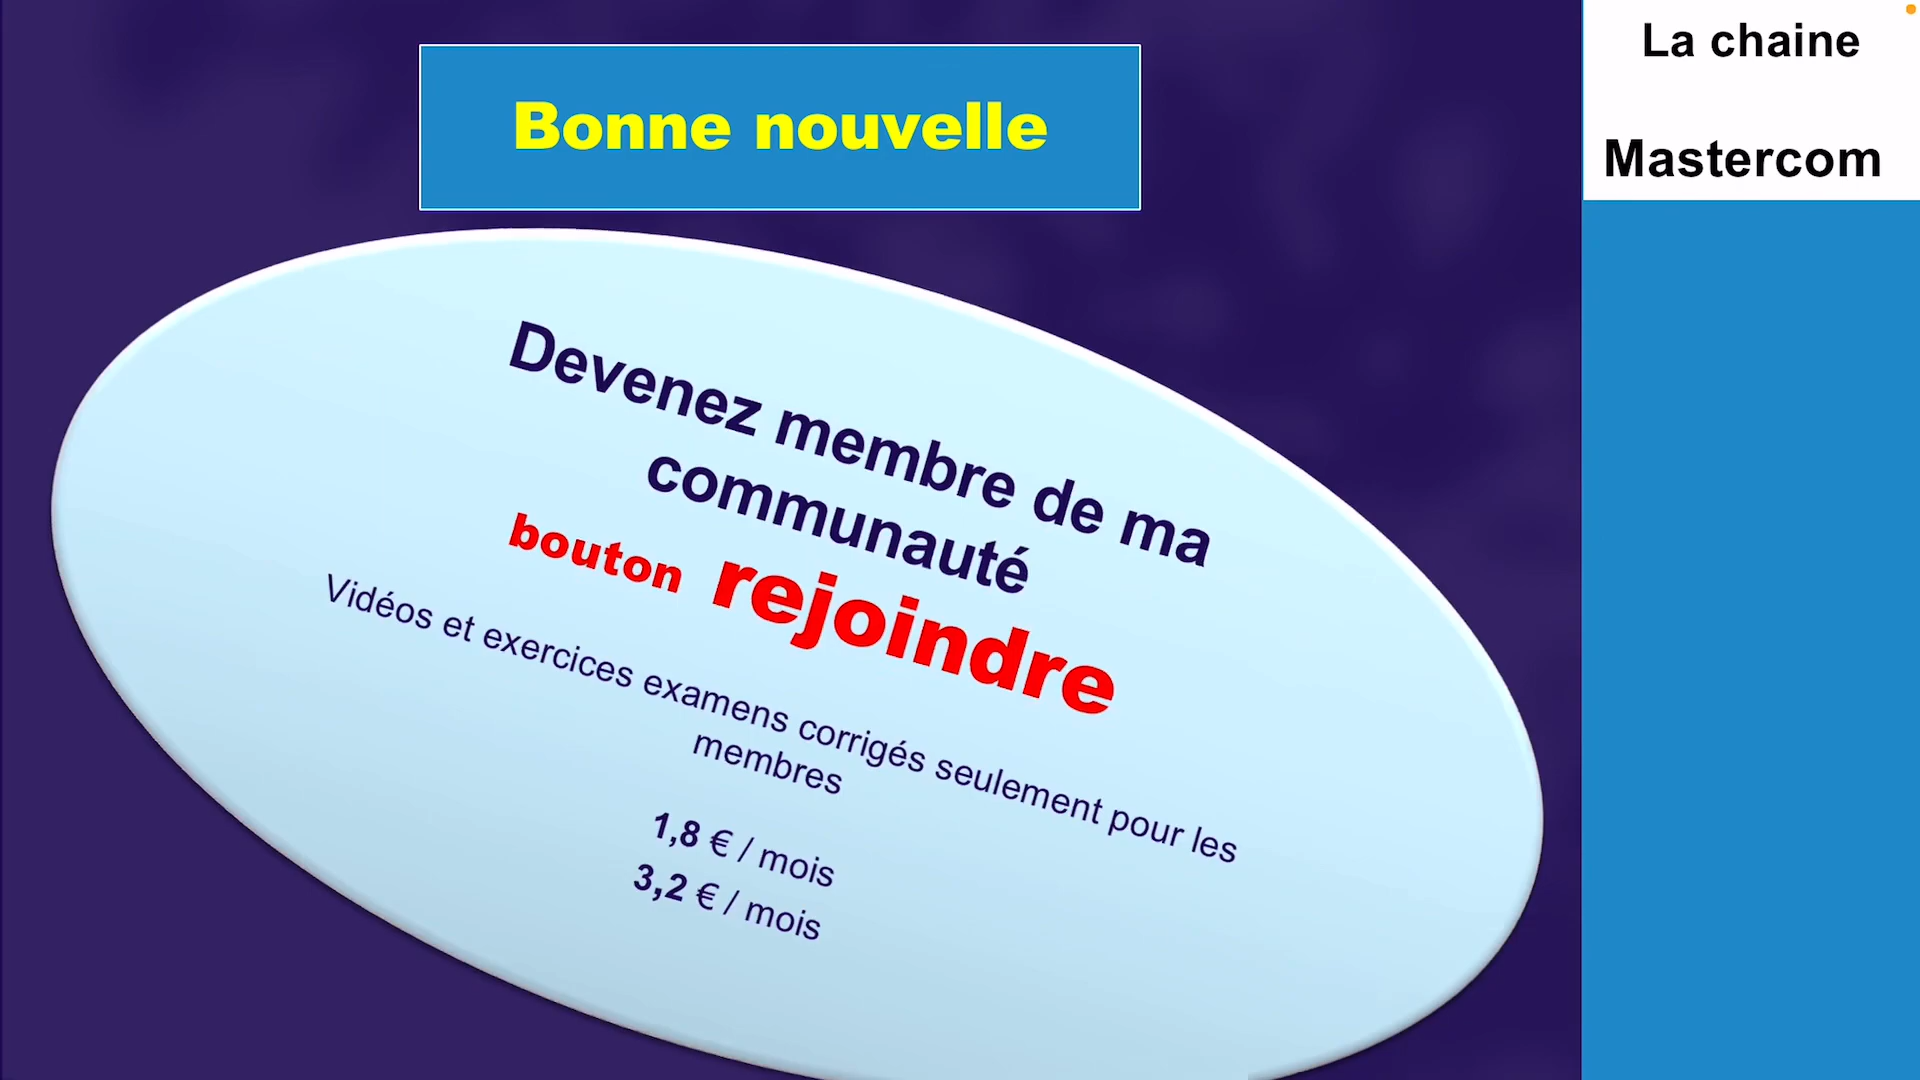 Bonne nouvelle
La chaine
Mastercom
Devenez membre de ma
communauté
bouton rejoindre
Vidéos et exercices examens corrigés seulement pour les
membres
1,8 € / mois
3,2 € / mois